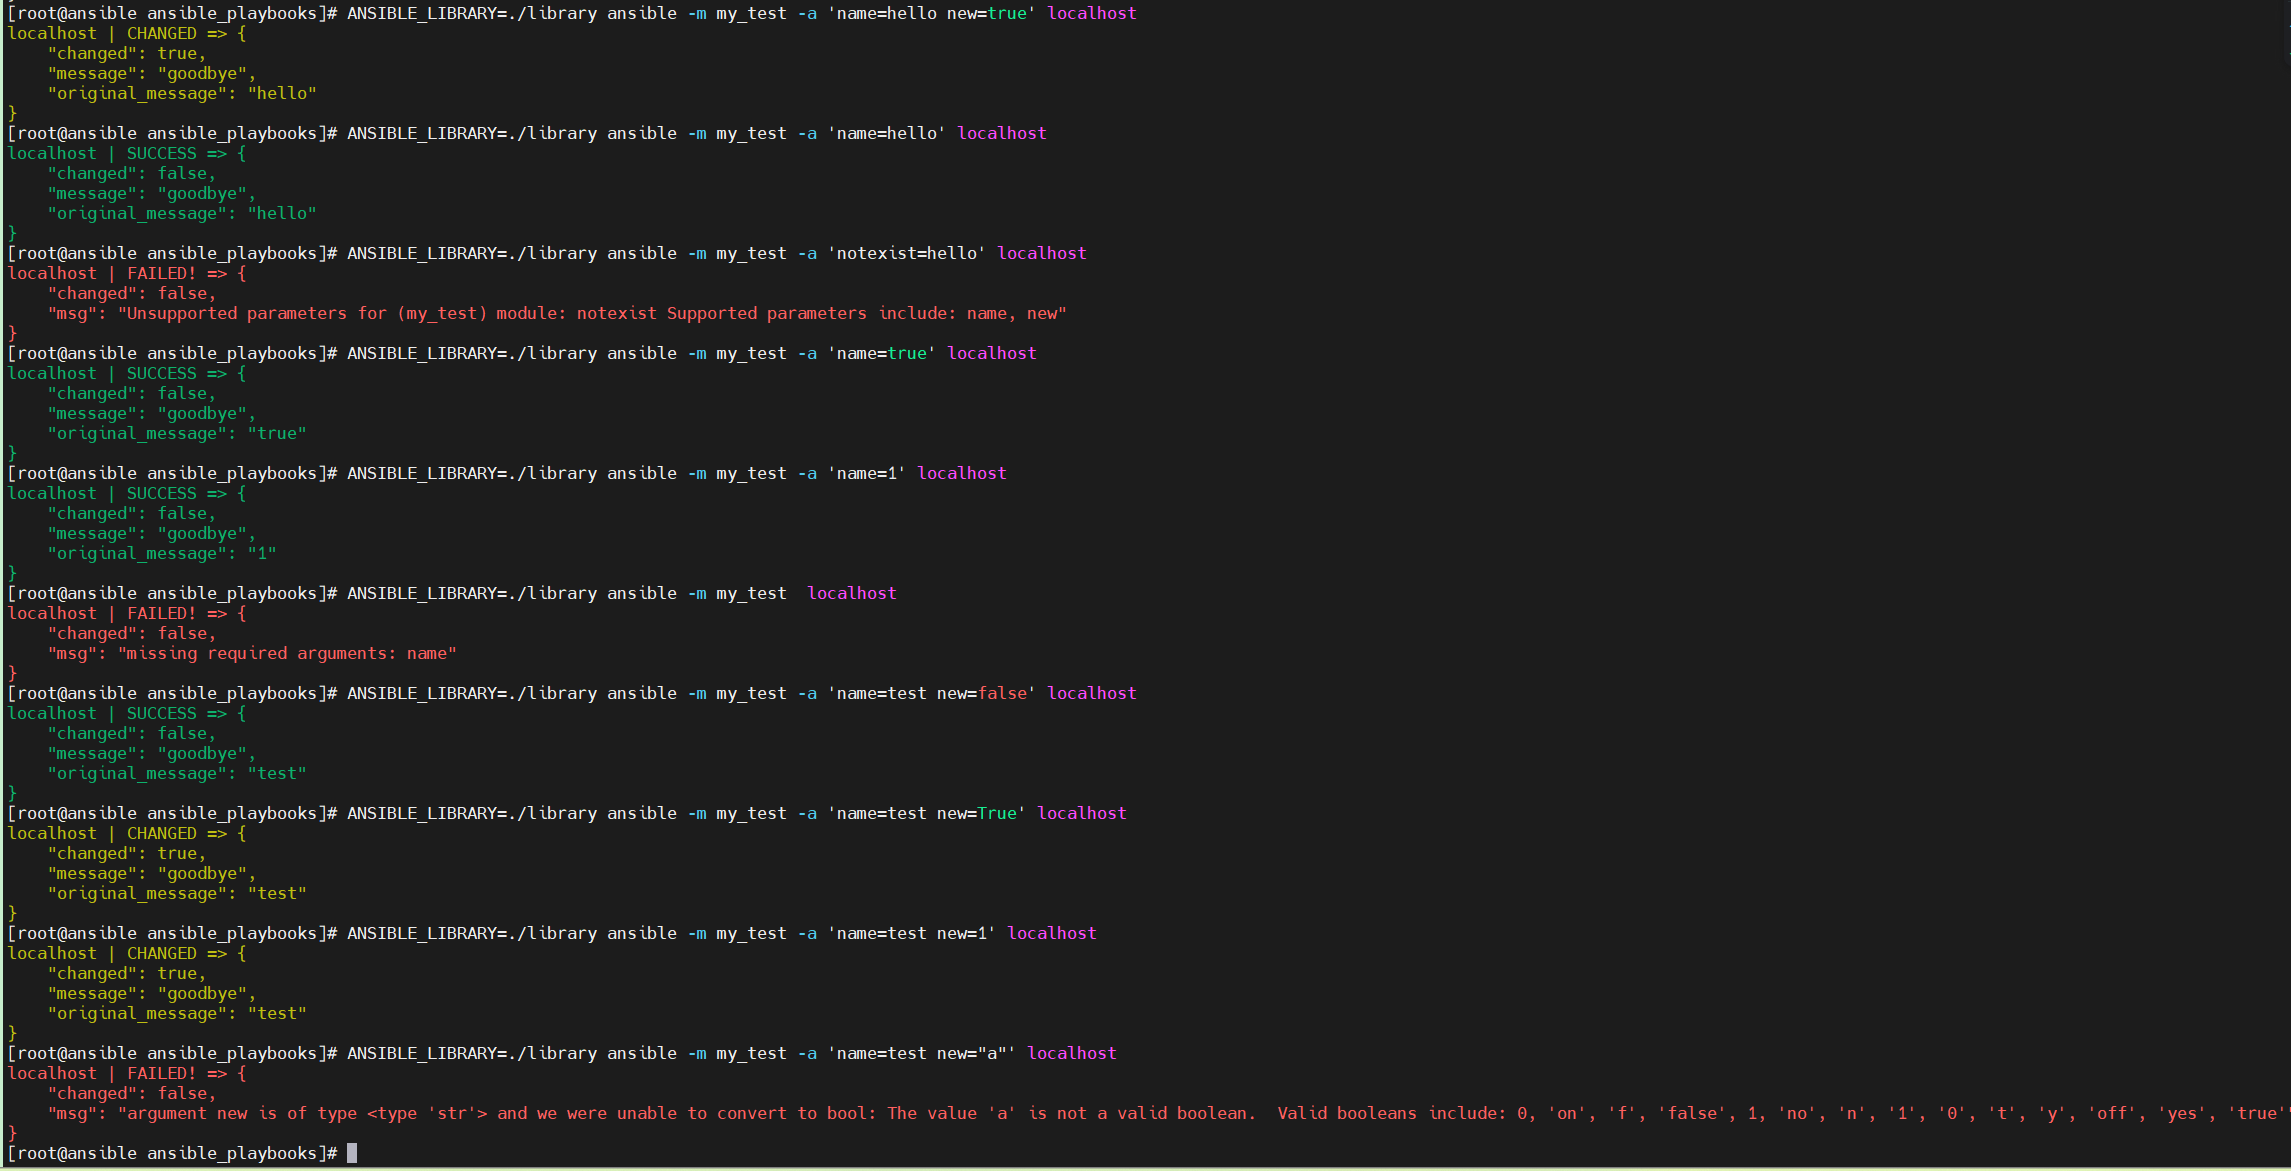 [root@ansible ansible_playbooks]# ANSIBLE_LIBRARY=./library ansible -m my_test -a 'name=hello new=true' localhost
localhost | CHANGED => {
    "changed": true,
    "message": "goodbye",
    "original_message": "hello"
}
[root@ansible ansible_playbooks]# ANSIBLE_LIBRARY=./library ansible -m my_test -a 'name=hello' localhost
localhost | SUCCESS => {
    "changed": false,
    "message": "goodbye",
    "original_message": "hello"
}
[root@ansible ansible_playbooks]# ANSIBLE_LIBRARY=./library ansible -m my_test -a 'notexist=hello' localhost
localhost | FAILED! => {
    "changed": false,
    "msg": "Unsupported parameters for (my_test) module: notexist Supported parameters include: name, new"
}
[root@ansible ansible_playbooks]# ANSIBLE_LIBRARY=./library ansible -m my_test -a 'name=true' localhost
localhost | SUCCESS => {
    "changed": false,
    "message": "goodbye",
    "original_message": "true"
}
[root@ansible ansible_playbooks]# ANSIBLE_LIBRARY=./library ansible -m my_test -a 'name=1' localhost
localhost | SUCCESS => {
    "changed": false,
    "message": "goodbye",
    "original_message": "1"
}
[root@ansible ansible_playbooks]# ANSIBLE_LIBRARY=./library ansible -m my_test  localhost
localhost | FAILED! => {
    "changed": false,
    "msg": "missing required arguments: name"
}
[root@ansible ansible_playbooks]# ANSIBLE_LIBRARY=./library ansible -m my_test -a 'name=test new=false' localhost
localhost | SUCCESS => {
    "changed": false,
    "message": "goodbye",
    "original_message": "test"
}
[root@ansible ansible_playbooks]# ANSIBLE_LIBRARY=./library ansible -m my_test -a 'name=test new=True' localhost
localhost | CHANGED => {
    "changed": true,
    "message": "goodbye",
    "original_message": "test"
}
[root@ansible ansible_playbooks]# ANSIBLE_LIBRARY=./library ansible -m my_test -a 'name=test new=1' localhost
localhost | CHANGED => {
    "changed": true,
    "message": "goodbye",
    "original_message": "test"
}
[root@ansible ansible_playbooks]# ANSIBLE_LIBRARY=./library ansible -m my_test -a 'name=test new="a"' localhost
localhost | FAILED! => {
    "changed": false,
    "msg": "argument new is of type <type 'str'> and we were unable to convert to bool: The value 'a' is not a valid boolean.  Valid booleans include: 0, 'on', 'f', 'false', 1, 'no', 'n', '1', '0', 't', 'y', 'off', 'yes', 'true'
}
[root@ansible ansible_playbooks]#